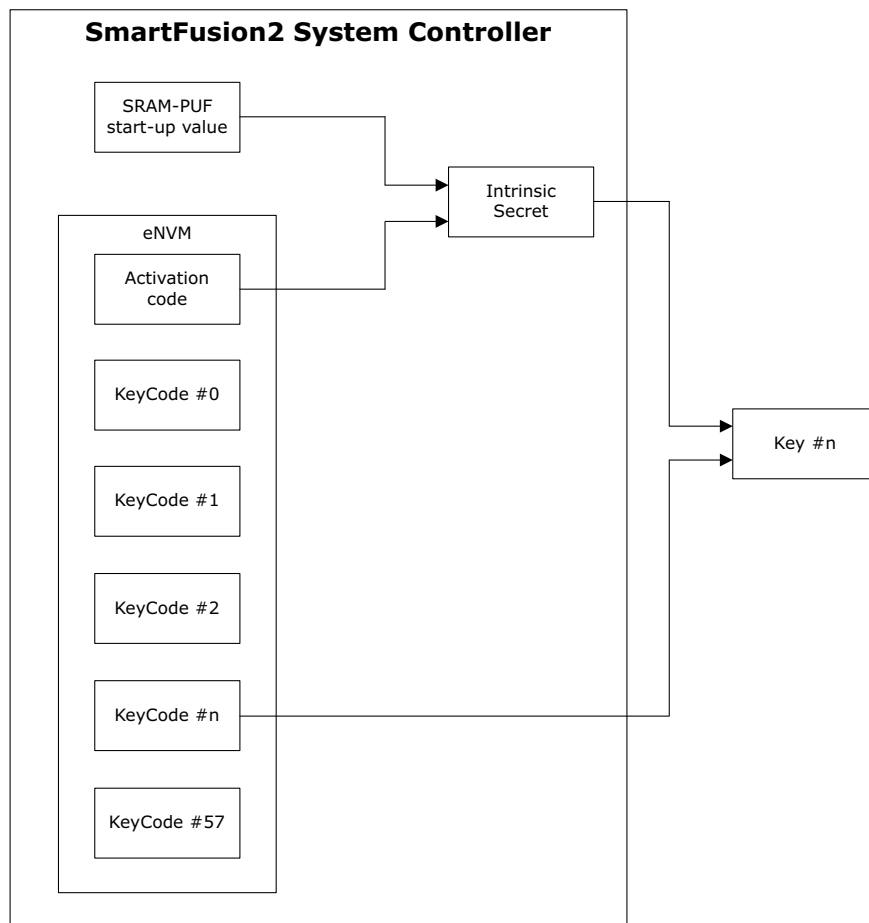 SmartFusion2 System Controller
SRAM-PUF
start-up value
Intrinsic
Secret
eNVM
Activation
code
KeyCode #0
Key #n
KeyCode #1
KeyCode #2
KeyCode #n
KeyCode #57